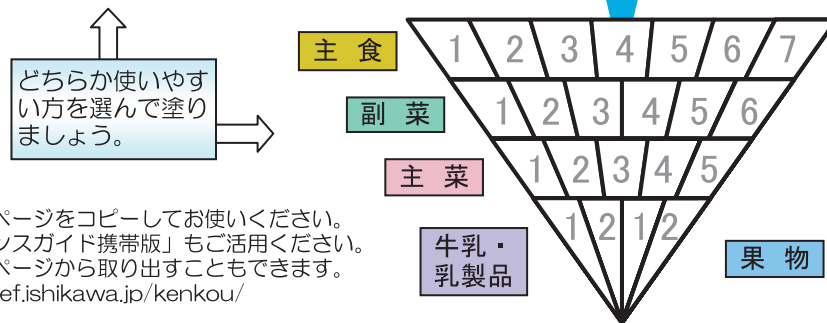 どちらか使いやす
い方を選んで塗り
ましょう。
主 食
1 2 3 4 5 6 7
副 菜
1 2 3 4 5 6
主 菜
1 2 3 4 5
牛乳・
乳製品
1 2 1 2
果 物
ページをコピーしてお使いください。
ンスガイド携帯版」もご活用ください。
ページから取り出すこともできます。
ef.ishikawa.jp/kenkou/